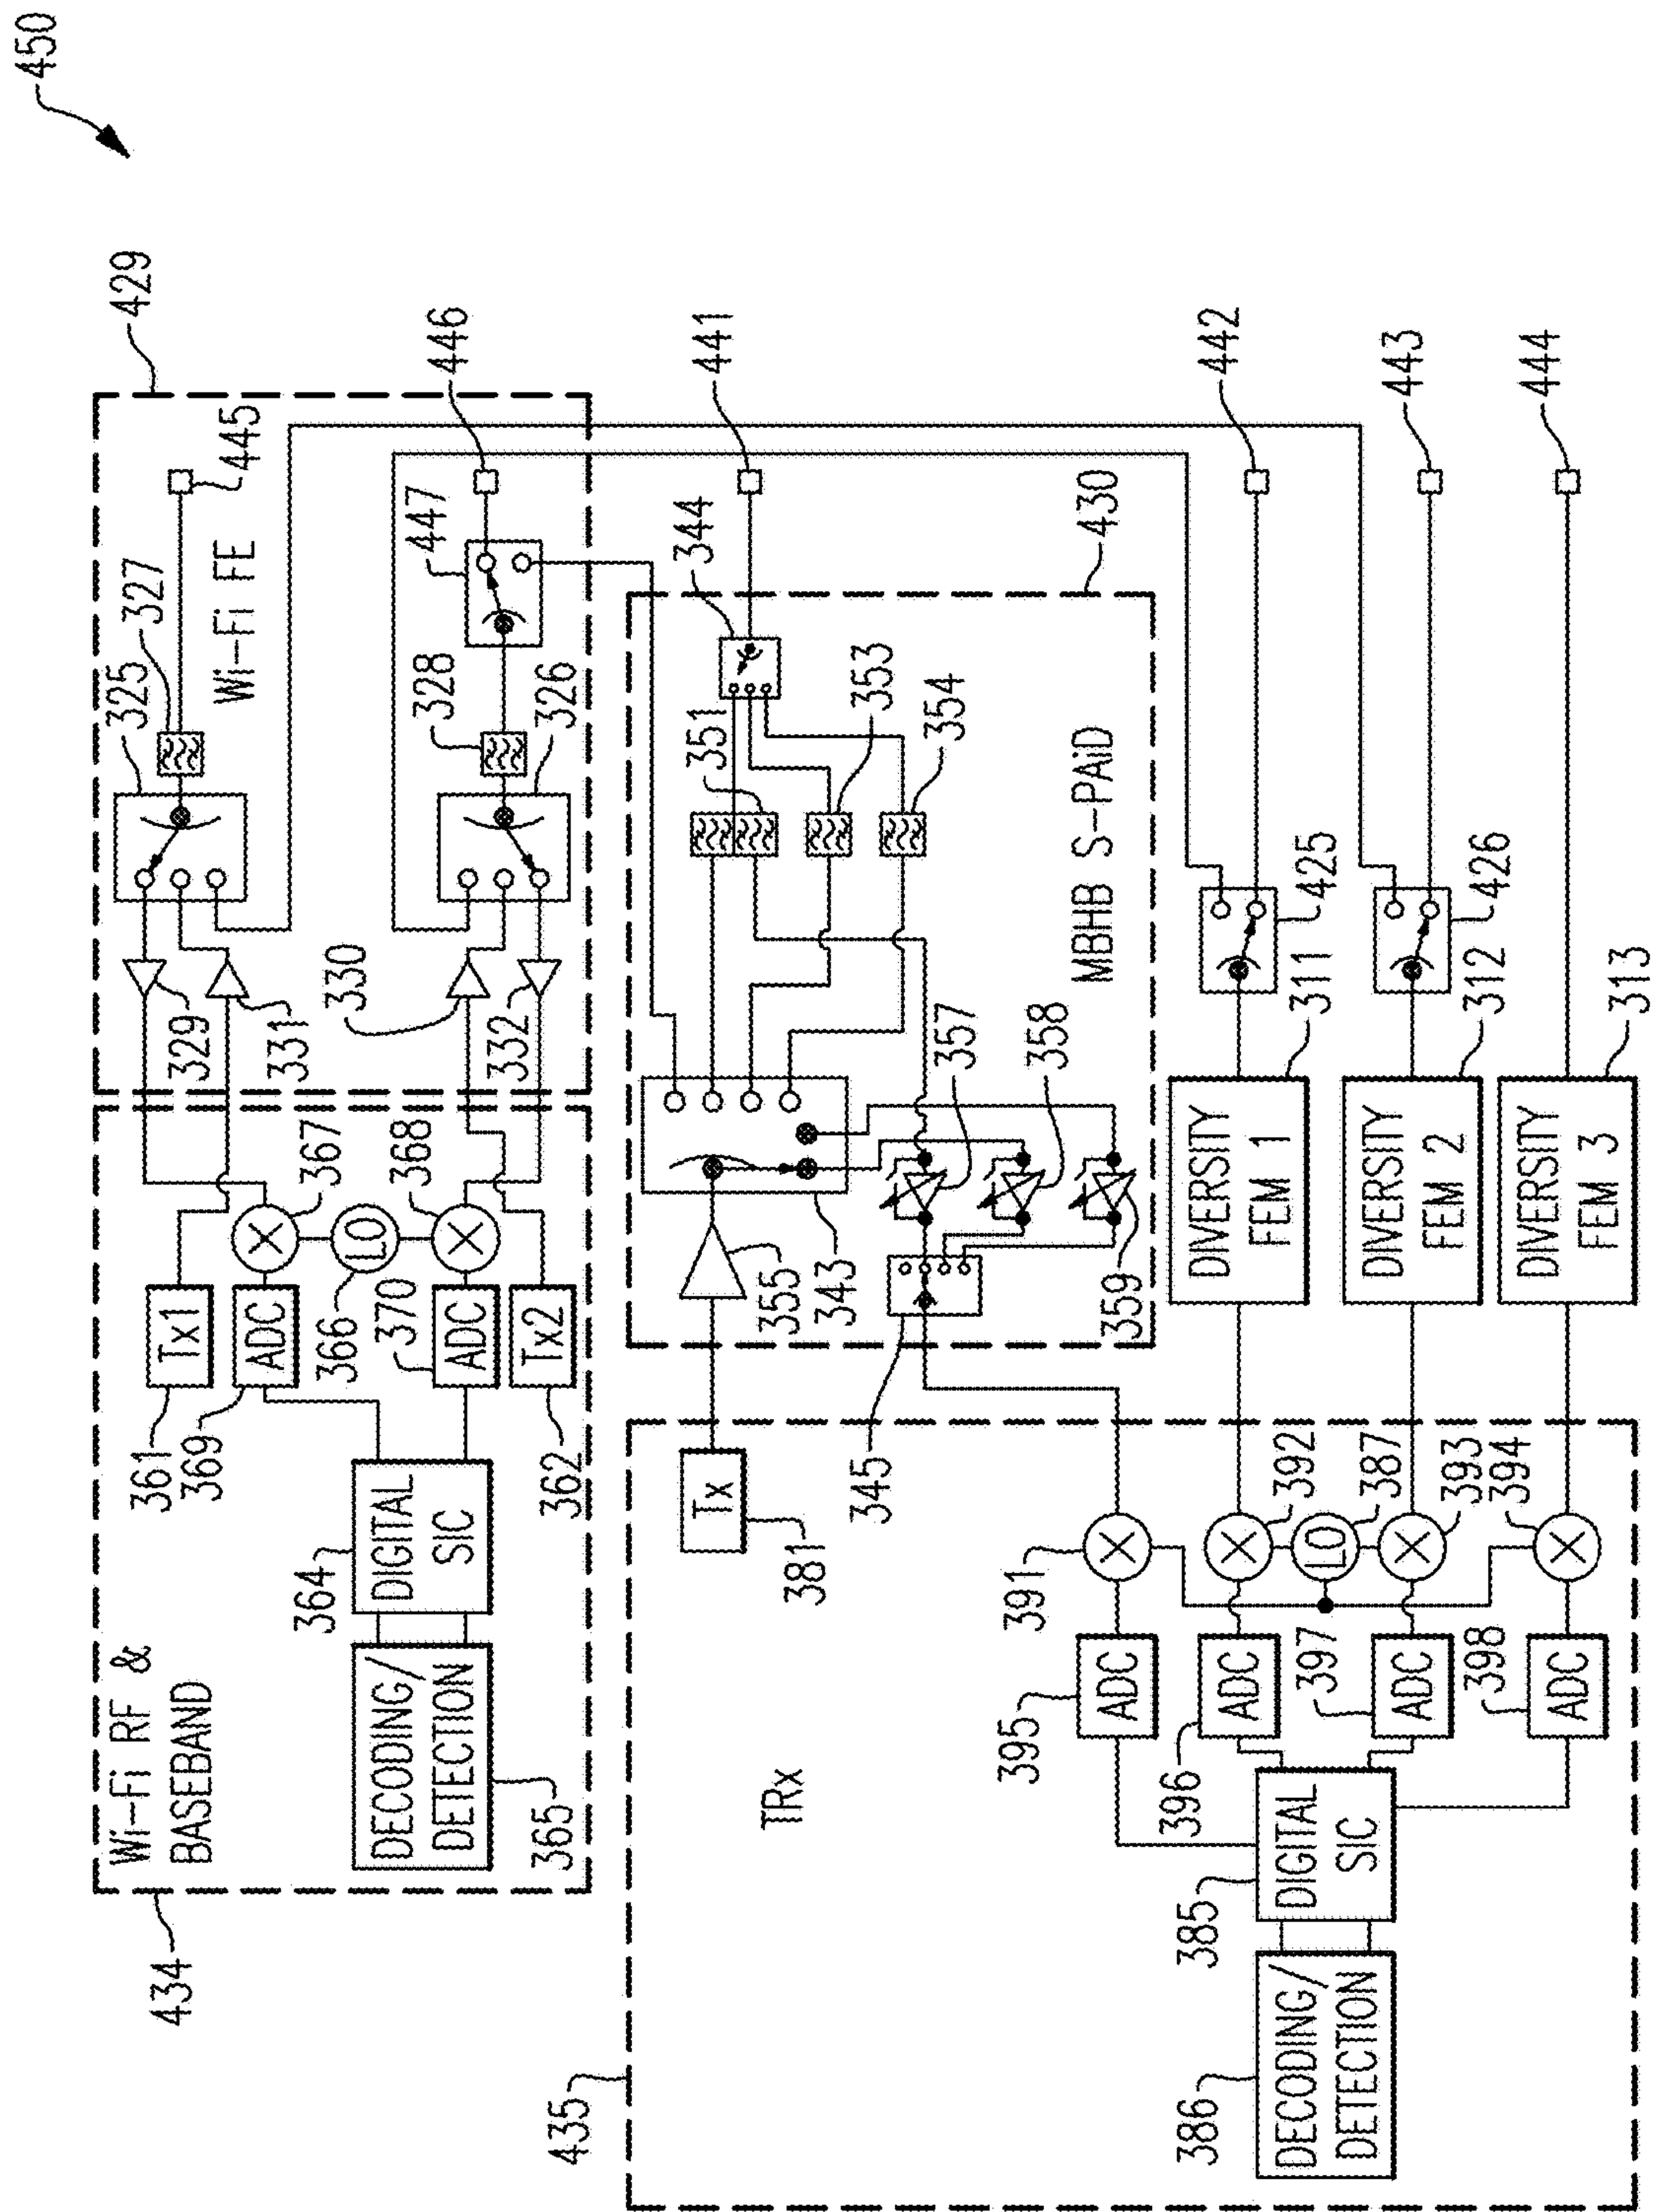 450
429
445
327
325
Wi-Fi FE
329
331
446
447
328
326
330
332
Wi-Fi RF &
BASEBAND
434
Tx1
361
ADC
369
367
LO
366
368
ADC
370
Tx2
362
DIGITAL
SIC
364
DECODING/
DETECTION
365
441
344
430
351
353
354
MBHB S-PAiD
357
358
359
355
343
345
442
443
444
425
426
DIVERSITY
FEM 1
311
DIVERSITY
FEM 2
312
DIVERSITY
FEM 3
313
435
TRx
Tx
381
391
392
LO
387
393
394
ADC
395
ADC
396
ADC
397
ADC
398
DIGITAL
SIC
385
DECODING/
DETECTION
386